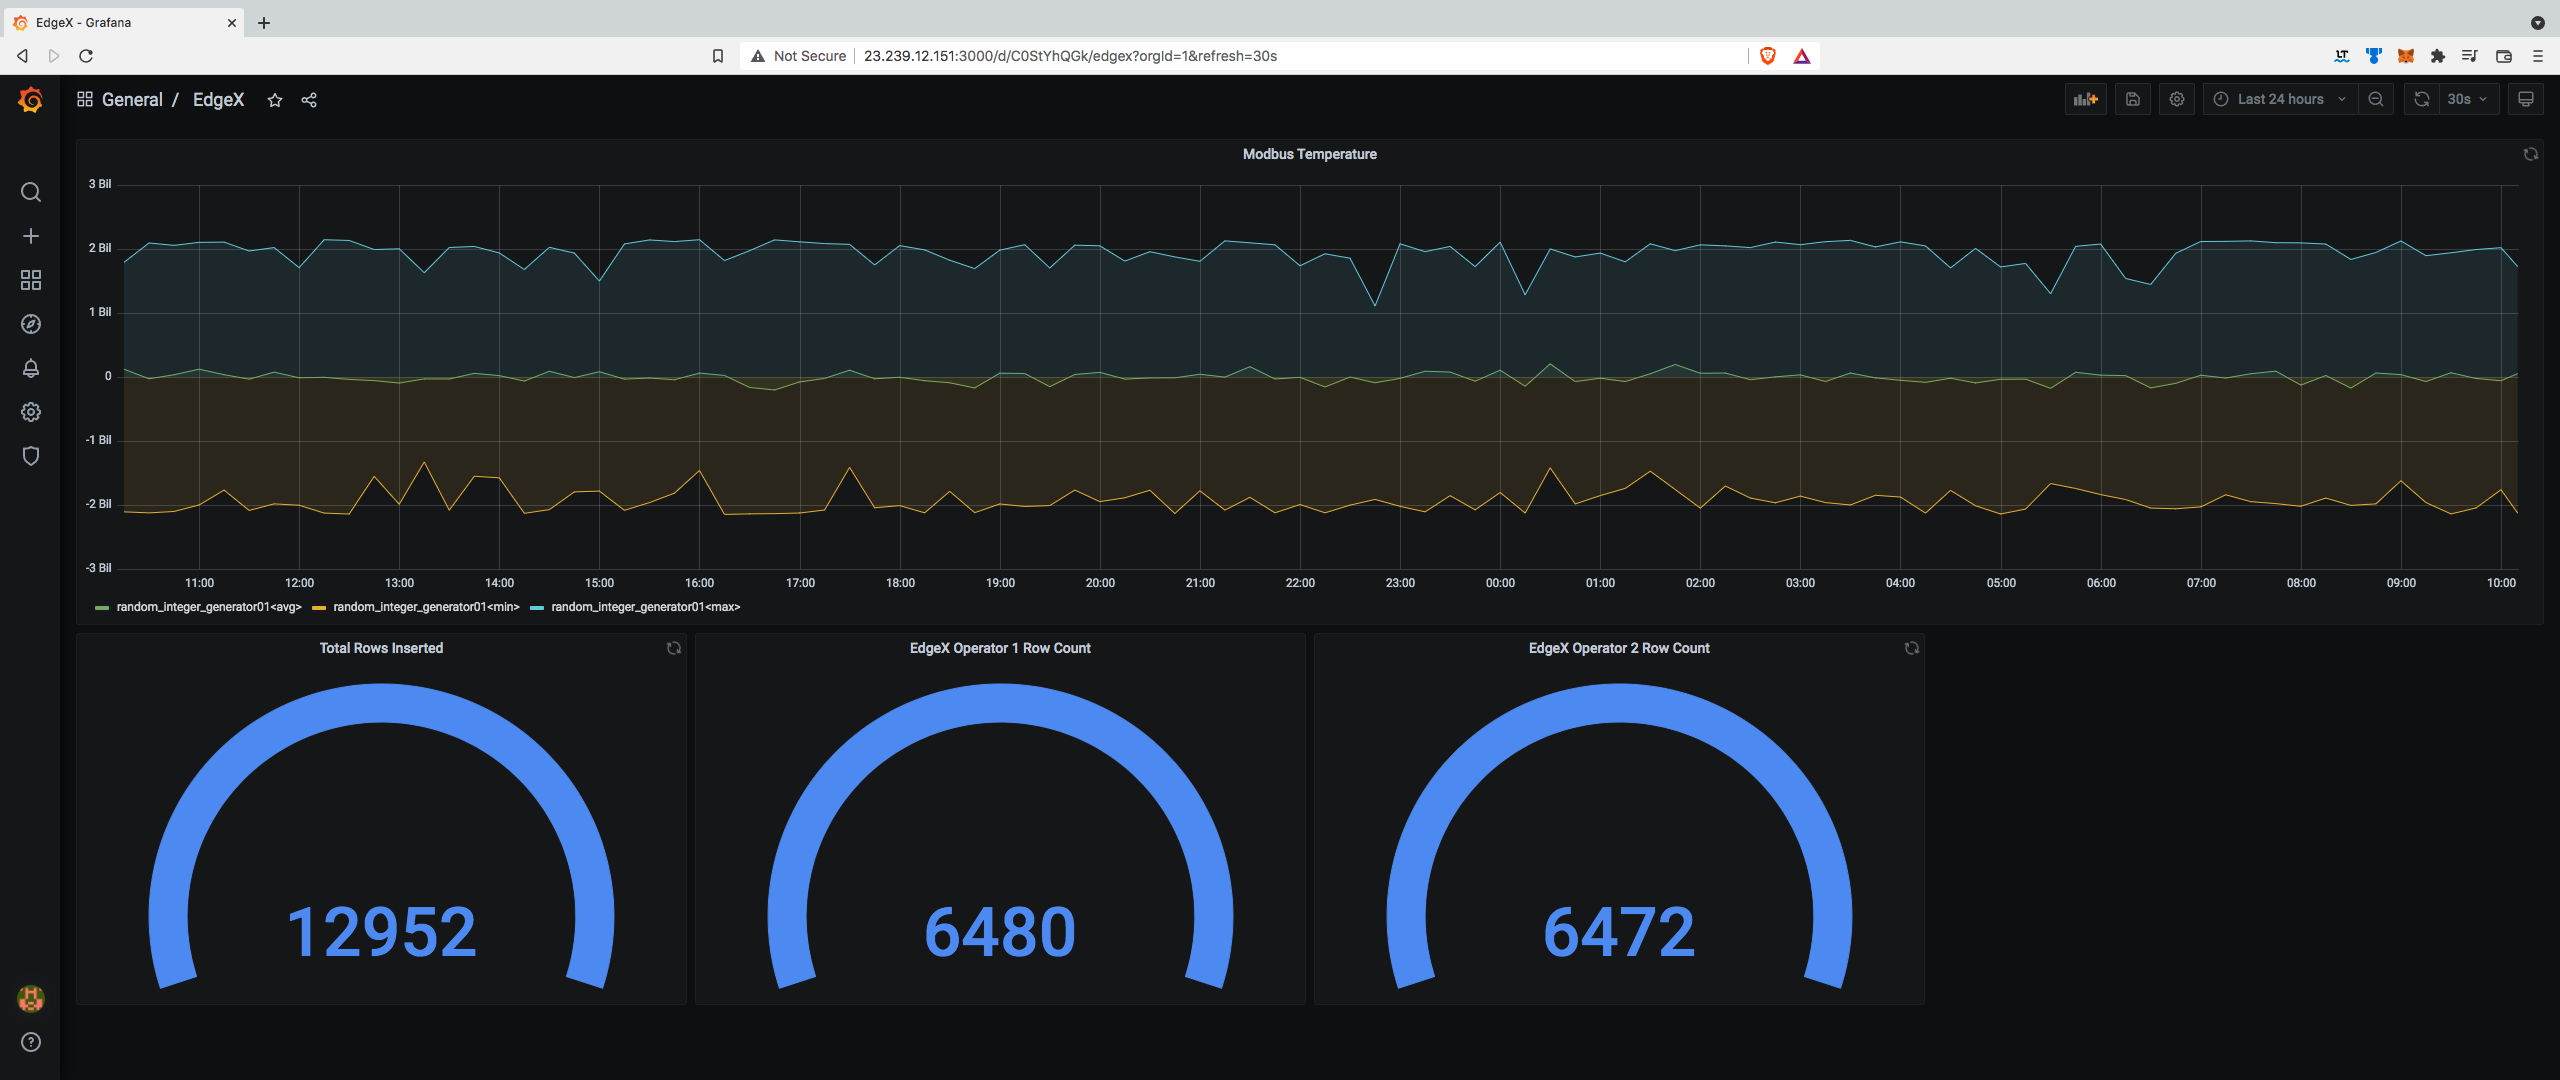 EdgeX - Grafana
Not Secure 23.239.12.151:3000/d/C0StYhQGk/edgex?orgId=1&refresh=30s
LT
General / EdgeX
Last 24 hours 30s
Modbus Temperature
3 Bil
2 Bil
1 Bil
0
-1 Bil
-2 Bil
-3 Bil
11:00 12:00 13:00 14:00 15:00 16:00 17:00 18:00 19:00 20:00 21:00 22:00 23:00 00:00 01:00 02:00 03:00 04:00 05:00 06:00 07:00 08:00 09:00 10:00
random_integer_generator01<avg> random_integer_generator01<min> random_integer_generator01<max>
Total Rows Inserted
12952
EdgeX Operator 1 Row Count
6480
EdgeX Operator 2 Row Count
6472